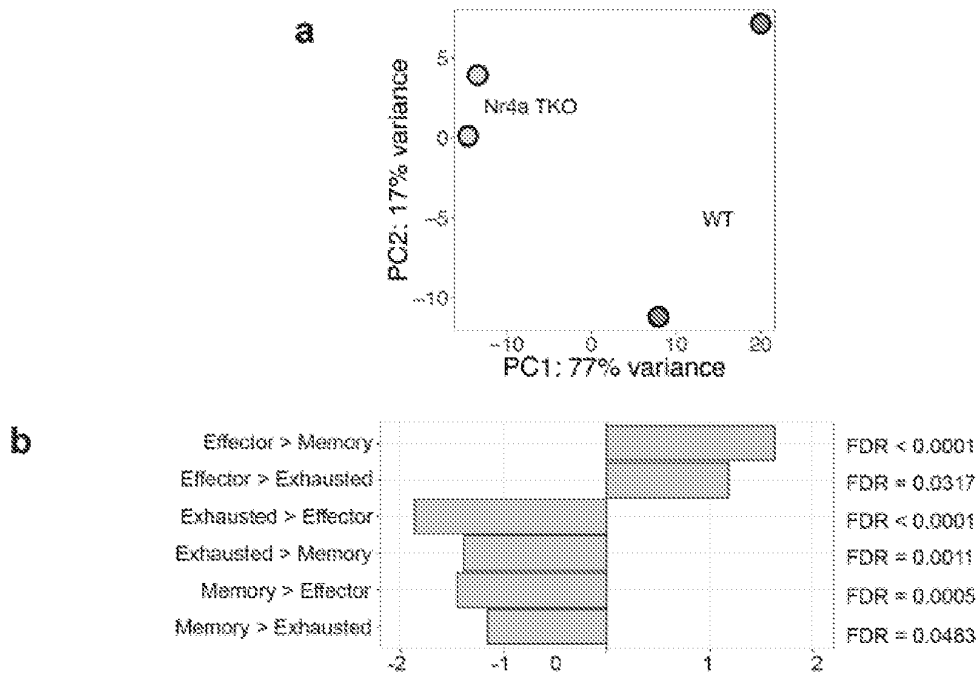 a
5
0
−5
−10
PC2: 17% variance
Nr4a TKO
WT
−10 0 10 20
PC1: 77% variance
b
Effector > Memory FDR < 0.0001
Effector > Exhausted FDR = 0.0317
Exhausted > Effector FDR < 0.0001
Exhausted > Memory FDR = 0.0011
Memory > Effector FDR = 0.0005
Memory > Exhausted FDR = 0.0483
-2 -1 0 1 2